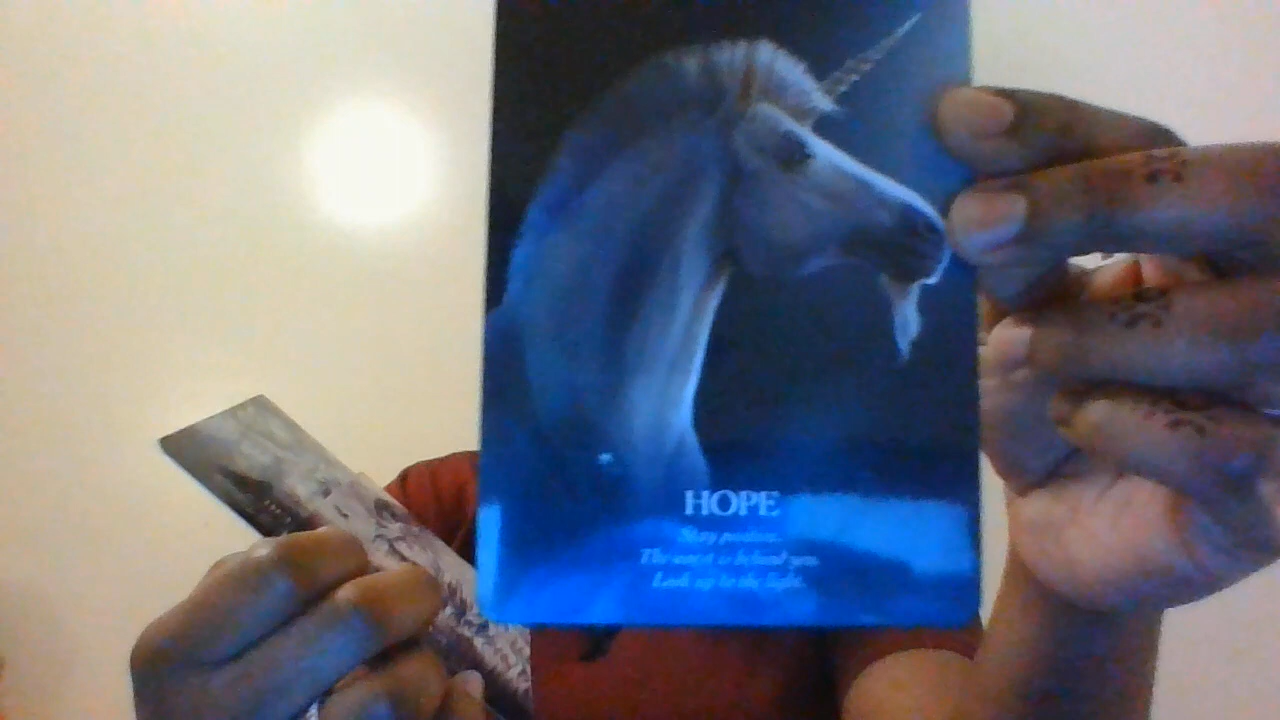 HOPE
Stay positive.
The worst is behind you.
Look up to the light.